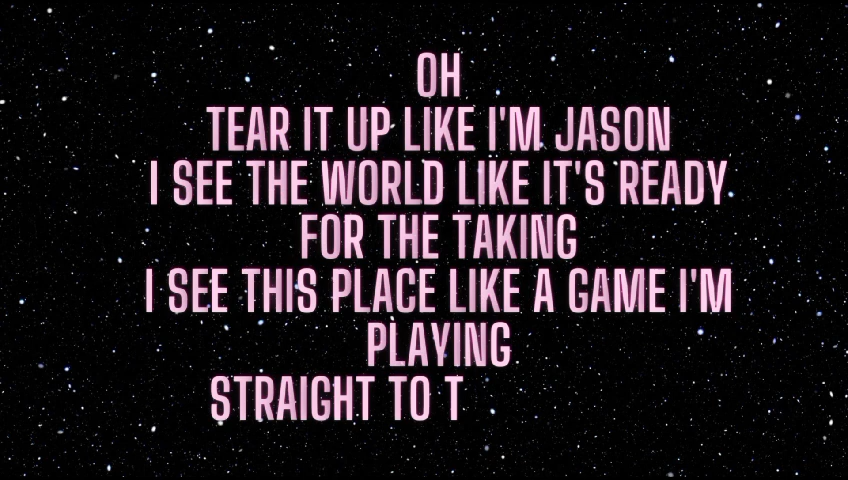 OH
TEAR IT UP LIKE I'M JASON
I SEE THE WORLD LIKE IT'S READY
FOR THE TAKING
I SEE THIS PLACE LIKE A GAME I'M
PLAYING
STRAIGHT TO T